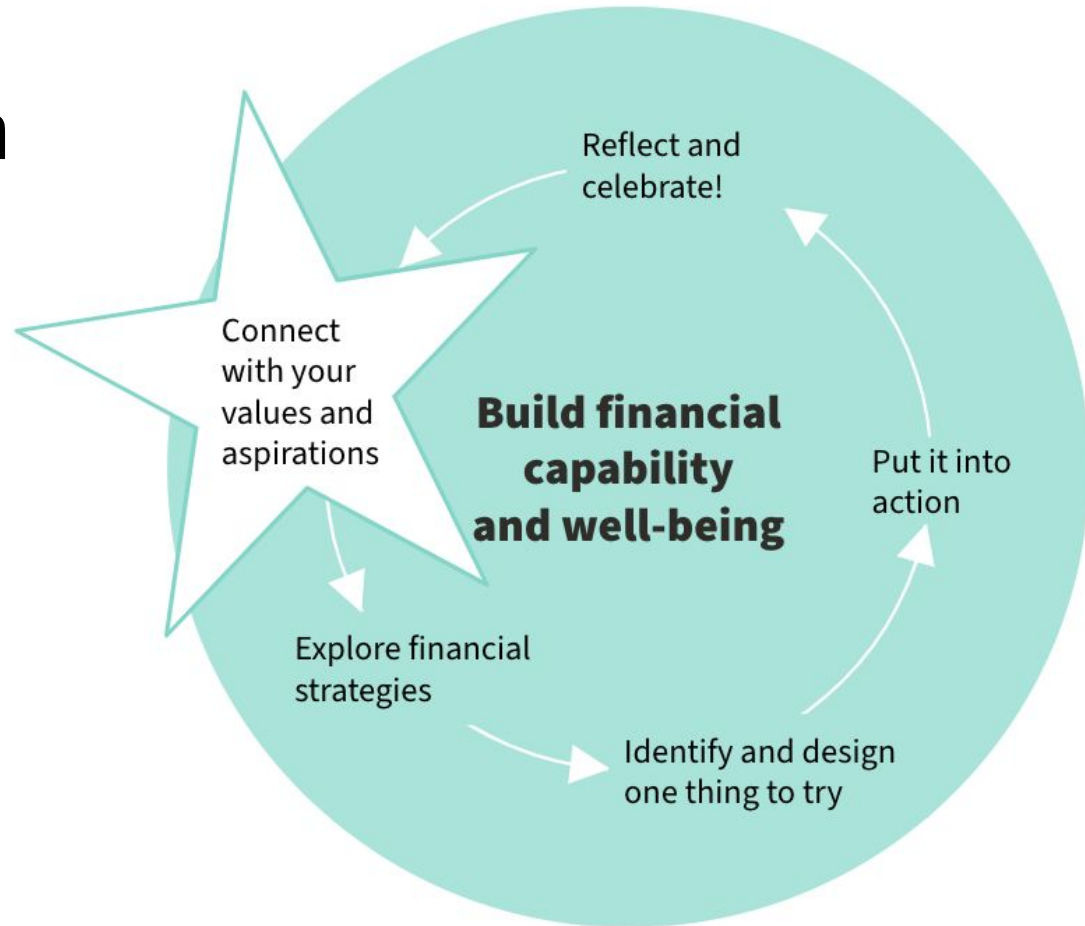 n
Reflect and
celebrate!
Connect
with your
values and
aspirations
Build financial
capability
and well-being
Put it into
action
Explore financial
strategies
Identify and design
one thing to try